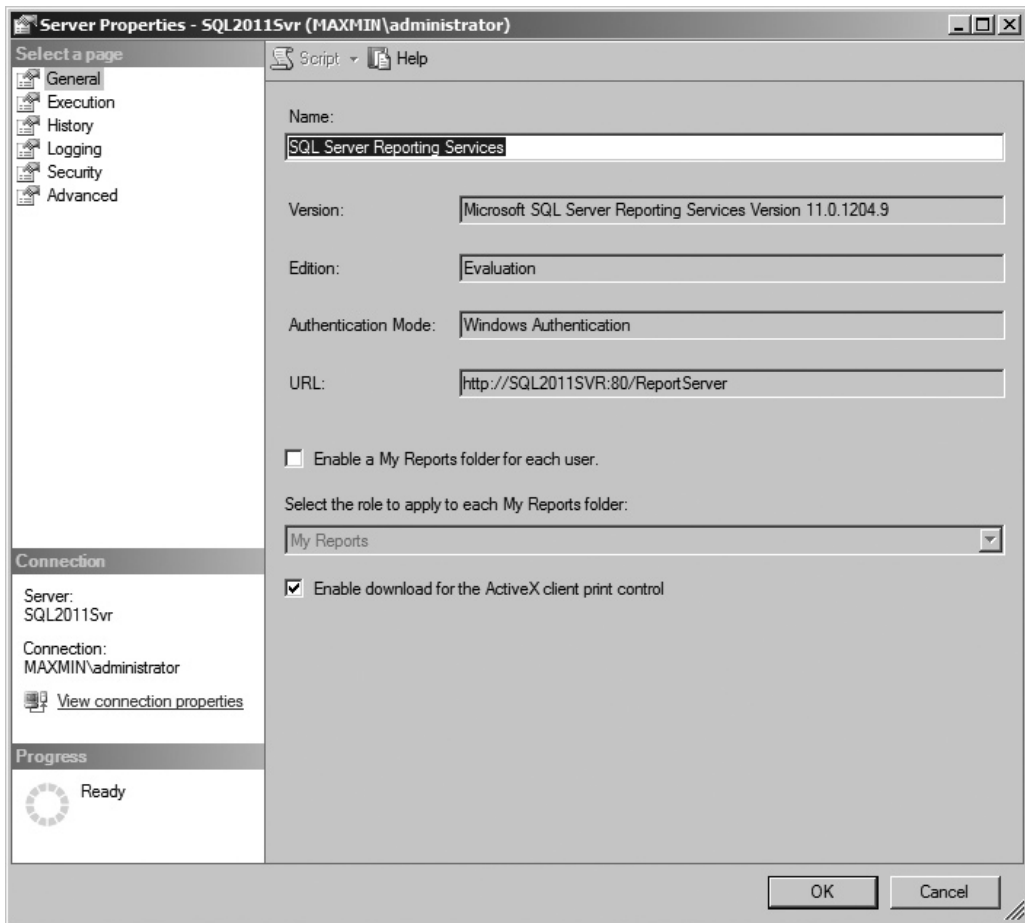 Server Properties - SQL2011Svr (MAXMIN\administrator)
Select a page
General
Execution
History
Logging
Security
Advanced
Script
Help
Name:
SQL Server Reporting Services
Version:
Microsoft SQL Server Reporting Services Version 11.0.1204.9
Edition:
Evaluation
Authentication Mode:
Windows Authentication
URL:
http://SQL2011SVR:80/ReportServer
Enable a My Reports folder for each user.
Select the role to apply to each My Reports folder:
My Reports
Enable download for the ActiveX client print control
Connection
Server:
SQL2011Svr
Connection:
MAXMIN\administrator
View connection properties
Progress
Ready
OK
Cancel